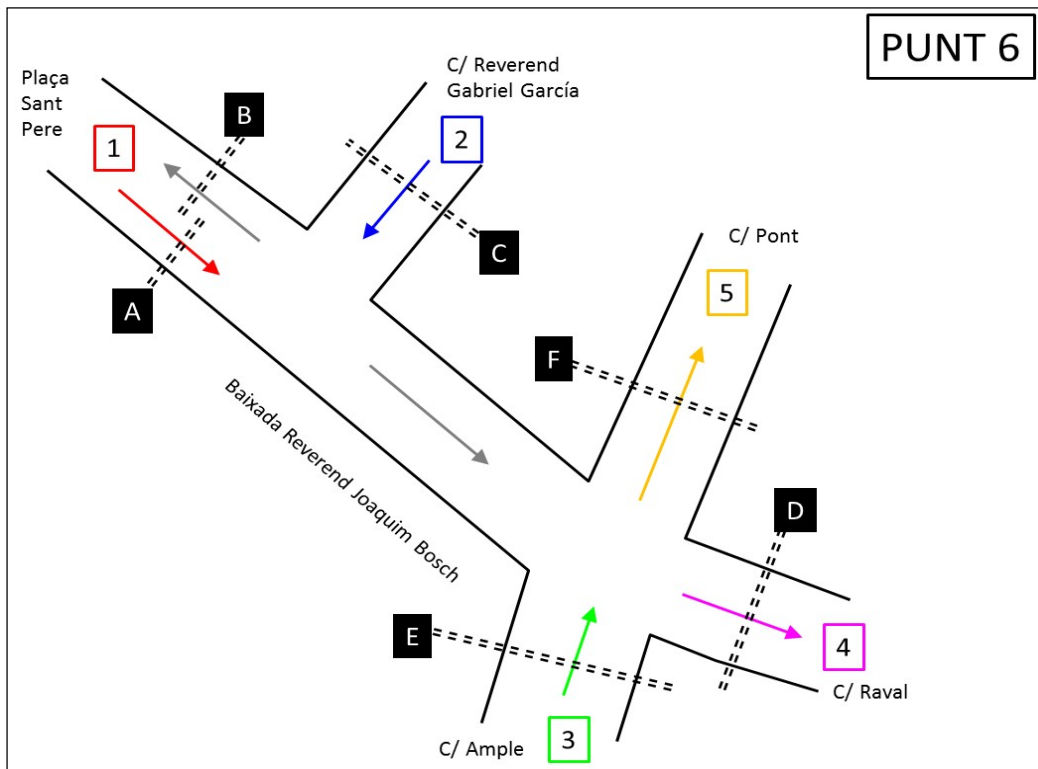 PUNT 6
Plaça
Sant
Pere
1
B
C/ Reverend
Gabriel García
2
A
C
C/ Pont
5
F
Baixada Reverend Joaquim Bosch
D
E
4
C/ Raval
C/ Ample
3